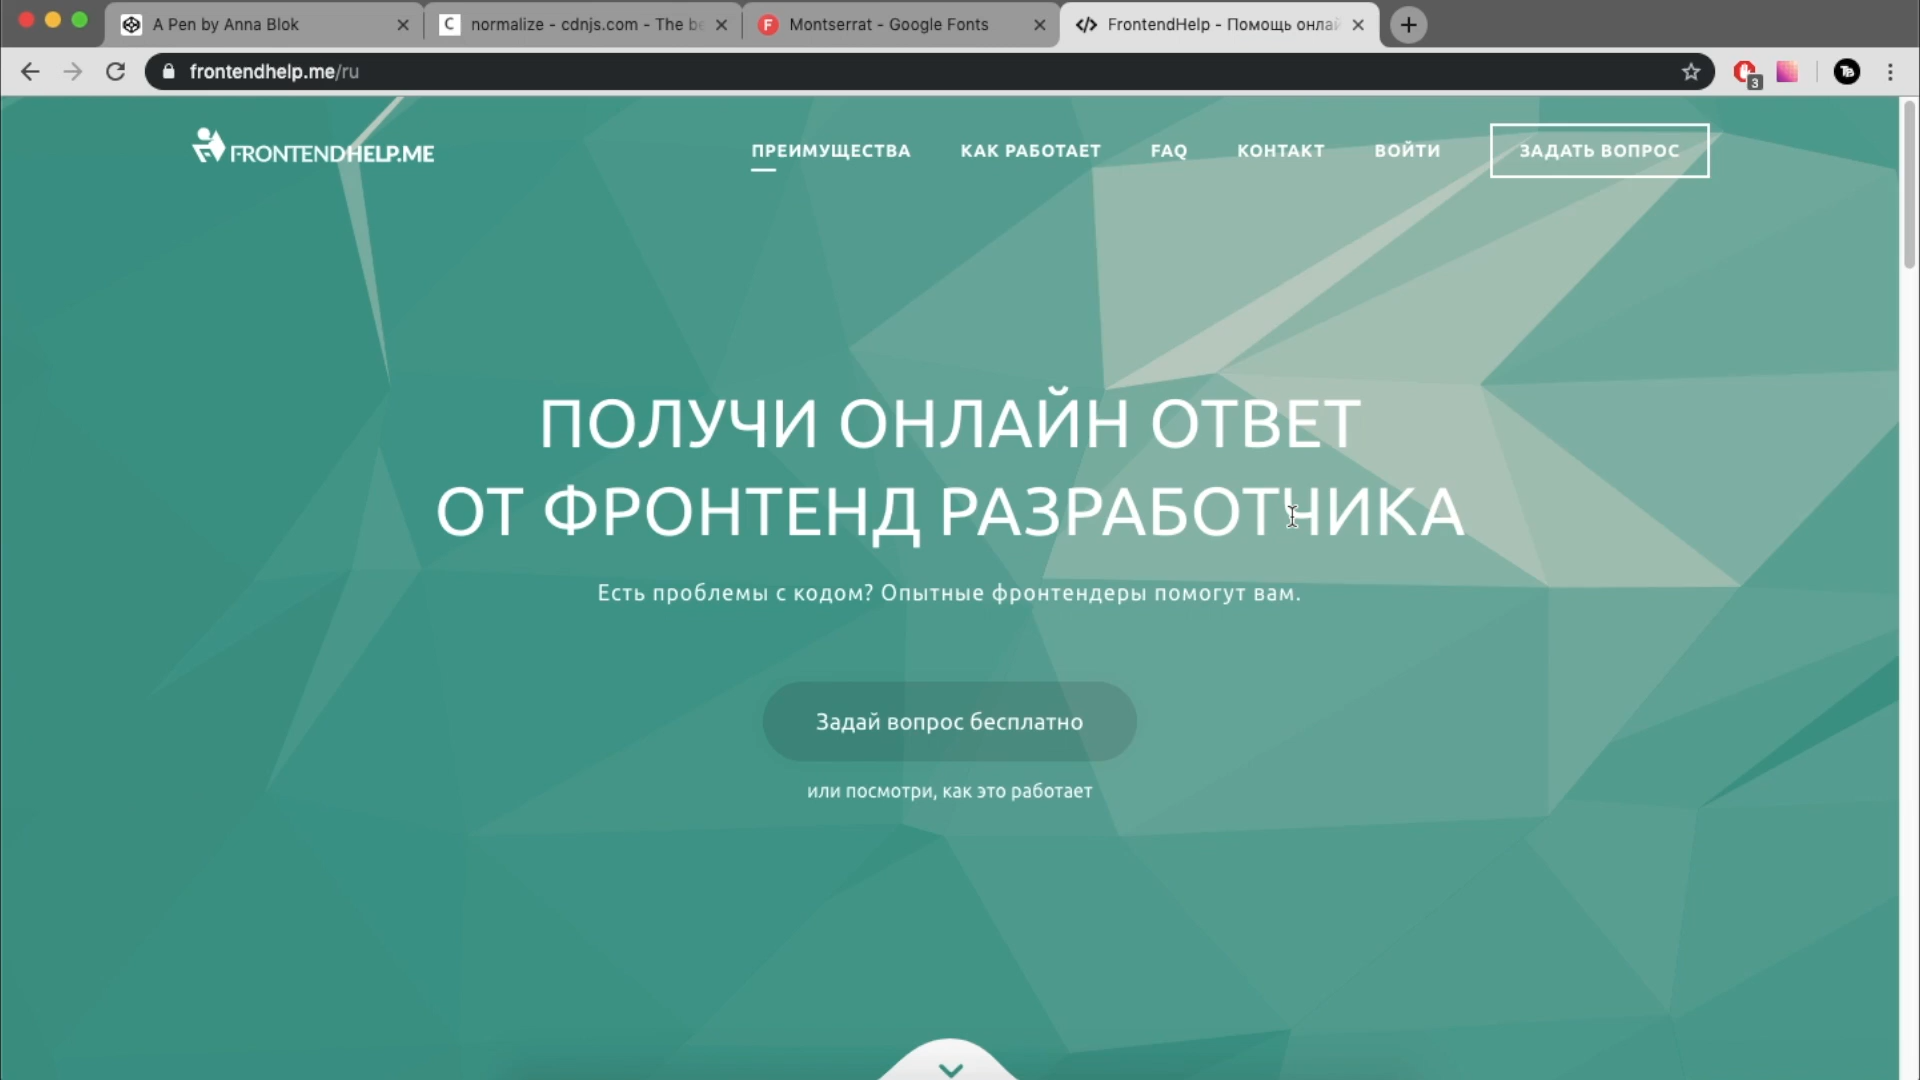 A Pen by Anna Blok
normalize - cdnjs.com - The be
Montserrat - Google Fonts
FrontendHelp - Помощь онлай
frontendhelp.me/ru
3
FRONTENDHELP.ME
ПРЕИМУЩЕСТВА
КАК РАБОТАЕТ
FAQ
КОНТАКТ
ВОЙТИ
ЗАДАТЬ ВОПРОС
ПОЛУЧИ ОНЛАЙН ОТВЕТ
ОТ ФРОНТЕНД РАЗРАБОТЧИКА
Есть проблемы с кодом? Опытные фронтендеры помогут вам.
Задай вопрос бесплатно
или посмотри, как это работает